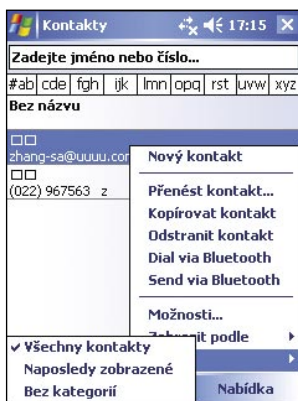 Kontakty 17:15
Zadejte jméno nebo číslo...
#ab cde fgh ijk lmn opq rst uvw xyz
Bez názvu
zhang-sa@uuuu.com
(022) 967563 z
Nový kontakt
Přenést kontakt...
Kopírovat kontakt
Odstranit kontakt
Dial via Bluetooth
Send via Bluetooth
Možnosti...
Zobrazit podle
Všechny kontakty
Naposledy zobrazené
Bez kategorií
Nabídka